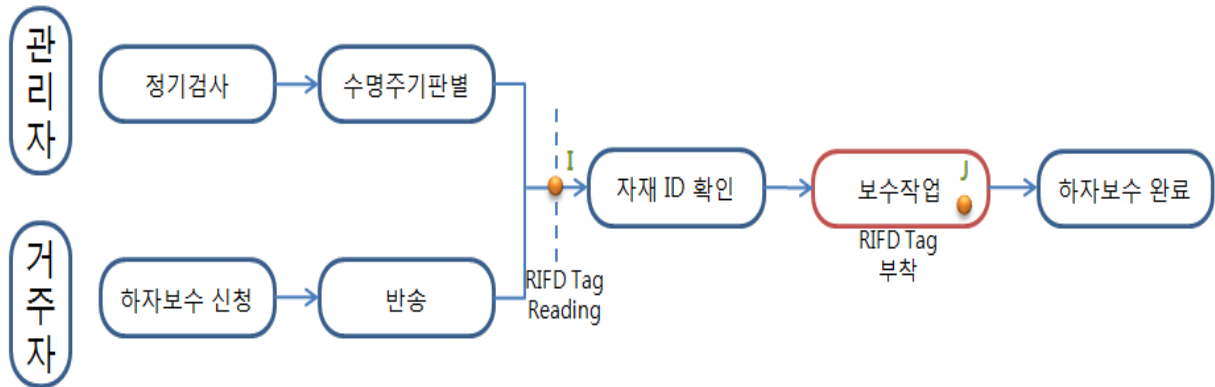 관리자
정기검사
수명주기판별
I
자재 ID 확인
보수작업
J
하자보수 완료
RIFD Tag
부착
거주자
하자보수 신청
반송
RIFD Tag
Reading